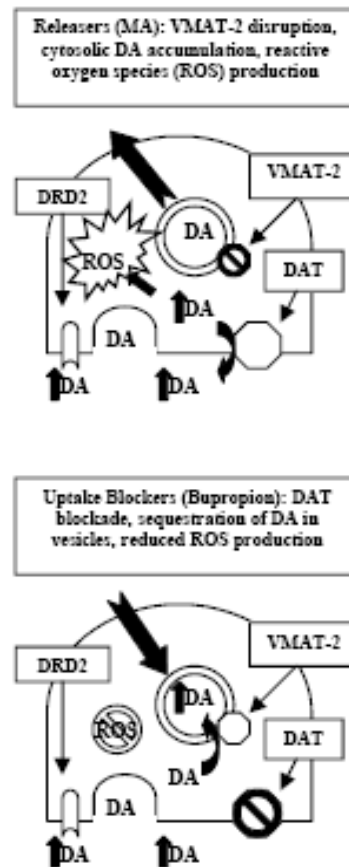 Releasers (MA): VMAT-2 disruption,
cytosolic DA accumulation, reactive
oxygen species (ROS) production
VMAT-2
DRD2
DA
DAT
ROS
DA
DA
DA
DA
Uptake Blockers (Bupropion): DAT
blockade, sequestration of DA in
vesicles, reduced ROS production
VMAT-2
DRD2
DA
ROS
DAT
DA
DA
DA
DA